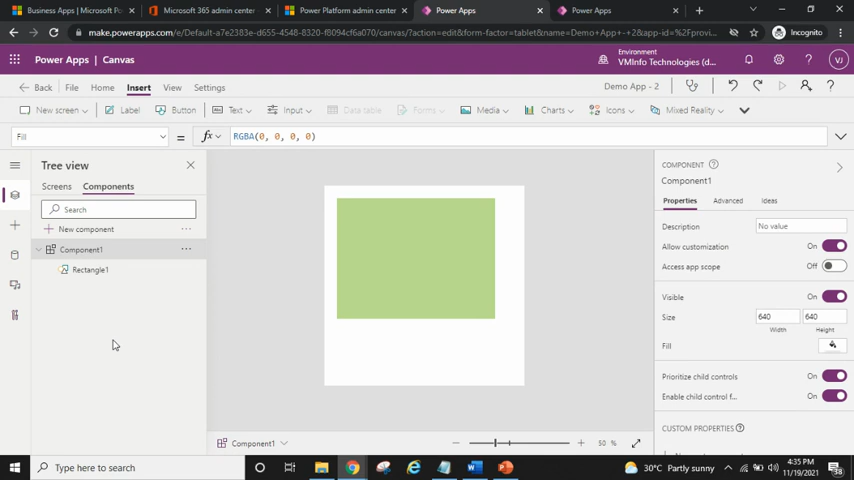 Business Apps | Microsoft Po
Microsoft 365 admin center
Power Platform admin center
Power Apps
Power Apps
make.powerapps.com/e/Default-a7e2383e-d655-4548-8320-f8094cf6a070/canvas/?action=edit&form-factor=tablet&name=Demo+App+-+2&app-id=%2Fprovi...
Incognito
Power Apps | Canvas
Environment
VMInfo Technologies (d...
VJ
Back
File
Home
Insert
View
Settings
Demo App - 2
New screen
Label
Button
Text
Input
Data table
Forms
Media
Charts
Icons
Mixed Reality
Fill
=
fx
RGBA(0, 0, 0, 0)
Tree view
Screens
Components
Search
New component
Component1
Rectangle1
COMPONENT
Component1
Properties
Advanced
Ideas
Description
No value
Allow customization
On
Access app scope
Off
Visible
On
Size
640
640
Width
Height
Fill
Prioritize child controls
On
Enable child control f...
On
CUSTOM PROPERTIES
Component1
50 %
Type here to search
30°C Partly sunny
4:35 PM
11/19/2021
38